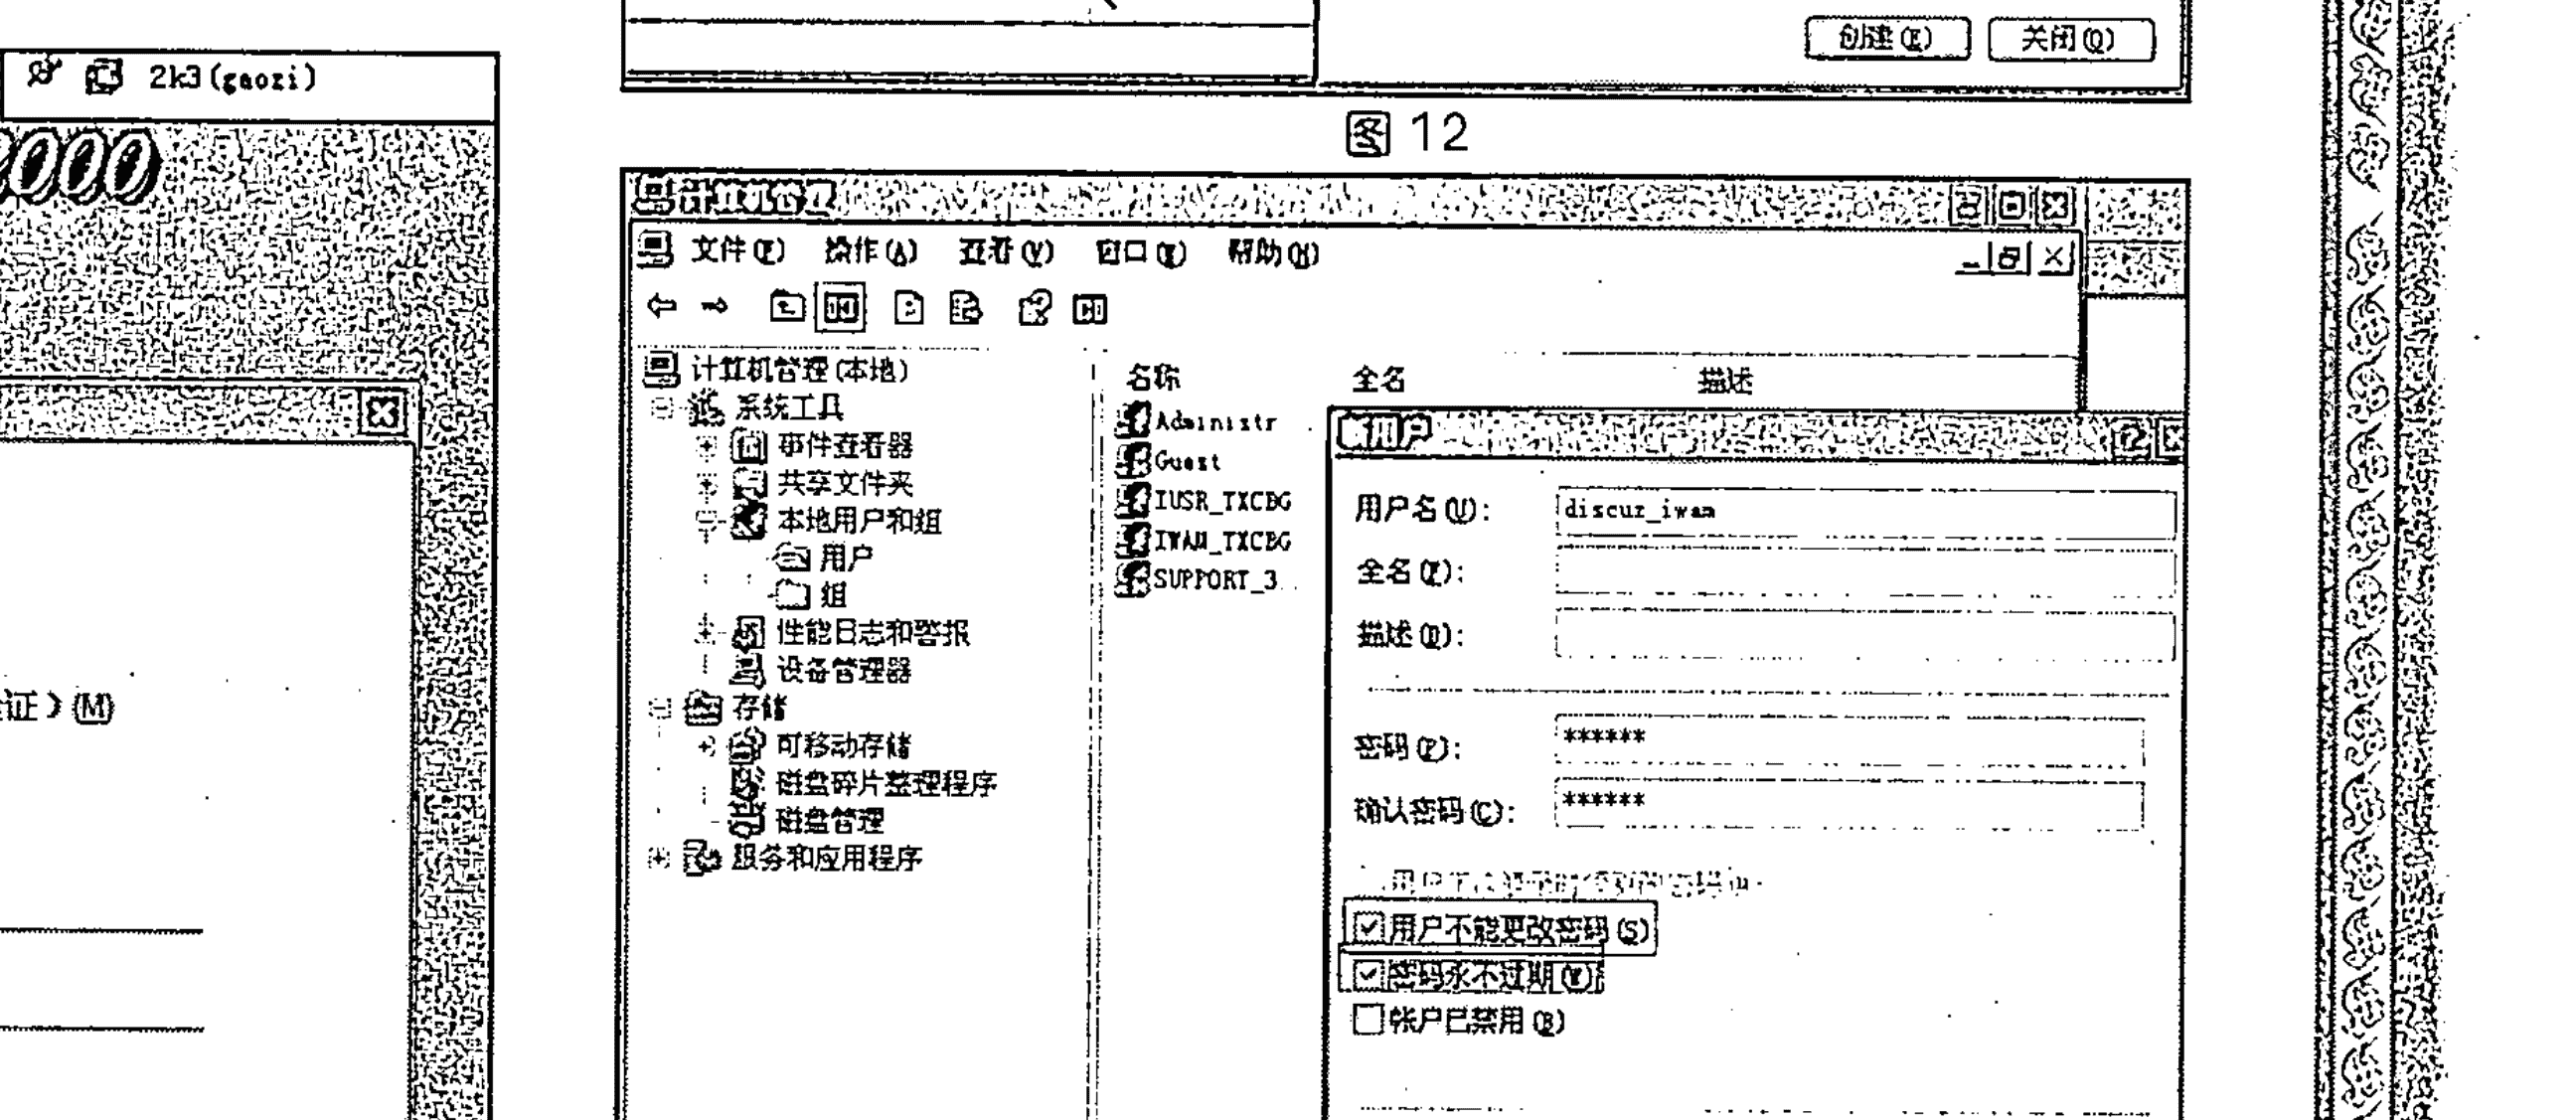 创建(E) 关闭(O)
2k3(gaozi)
图 12
000
计算机管理
文件(F) 操作(A) 查看(V) 窗口(W) 帮助(H)
计算机管理(本地)
系统工具
事件查看器
共享文件夹
本地用户和组
用户
组
性能日志和警报
设备管理器
存储
可移动存储
磁盘碎片整理程序
磁盘管理
服务和应用程序
名称 全名 描述
Administr
Guest
IUSR_TXCBG
IWAM_TXCBG
SUPPORT_3
新用户
用户名(U): discuz_iwam
全名(F):
描述(D):
密码(P): ******
确认密码(C): ******
用户不能更改密码(S)
密码永不过期(W)
帐户已禁用(B)
证)(M)